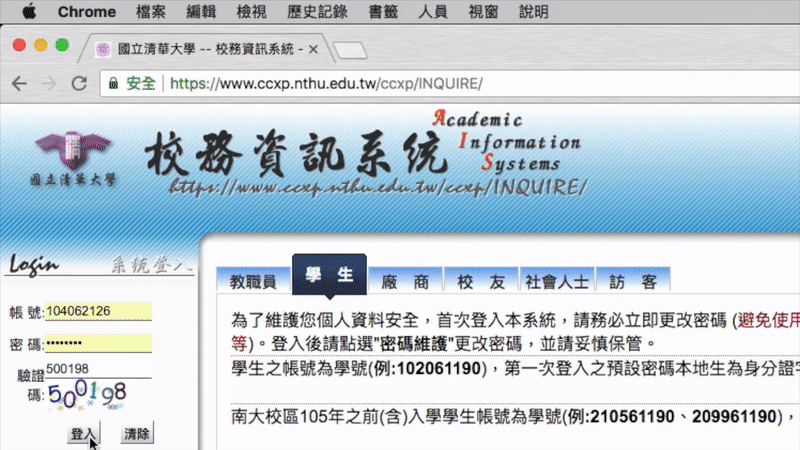 Chrome 檔案 編輯 檢視 歷史記錄 書籤 人員 視窗 說明
國立清華大學 -- 校務資訊系統 -
安全 https://www.ccxp.nthu.edu.tw/ccxp/INQUIRE/
國立清華大學
校務資訊系統
Academic
Information
Systems
https://www.ccxp.nthu.edu.tw/ccxp/INQUIRE/
Login 系統登入
教職員 學 生 廠 商 校 友 社會人士 訪 客
帳 號: 104062126
密 碼: ••••••••
驗證碼: 500198
500198
登入 清除
為了維護您個人資料安全，首次登入本系統，請務必立即更改密碼 (避免使用
等)。登入後請點選"密碼維護"更改密碼，並請妥慎保管。
學生之帳號為學號(例:102061190)，第一次登入之預設密碼本地生為身分證字
南大校區105年之前(含)入學學生帳號為學號(例:210561190、209961190)，